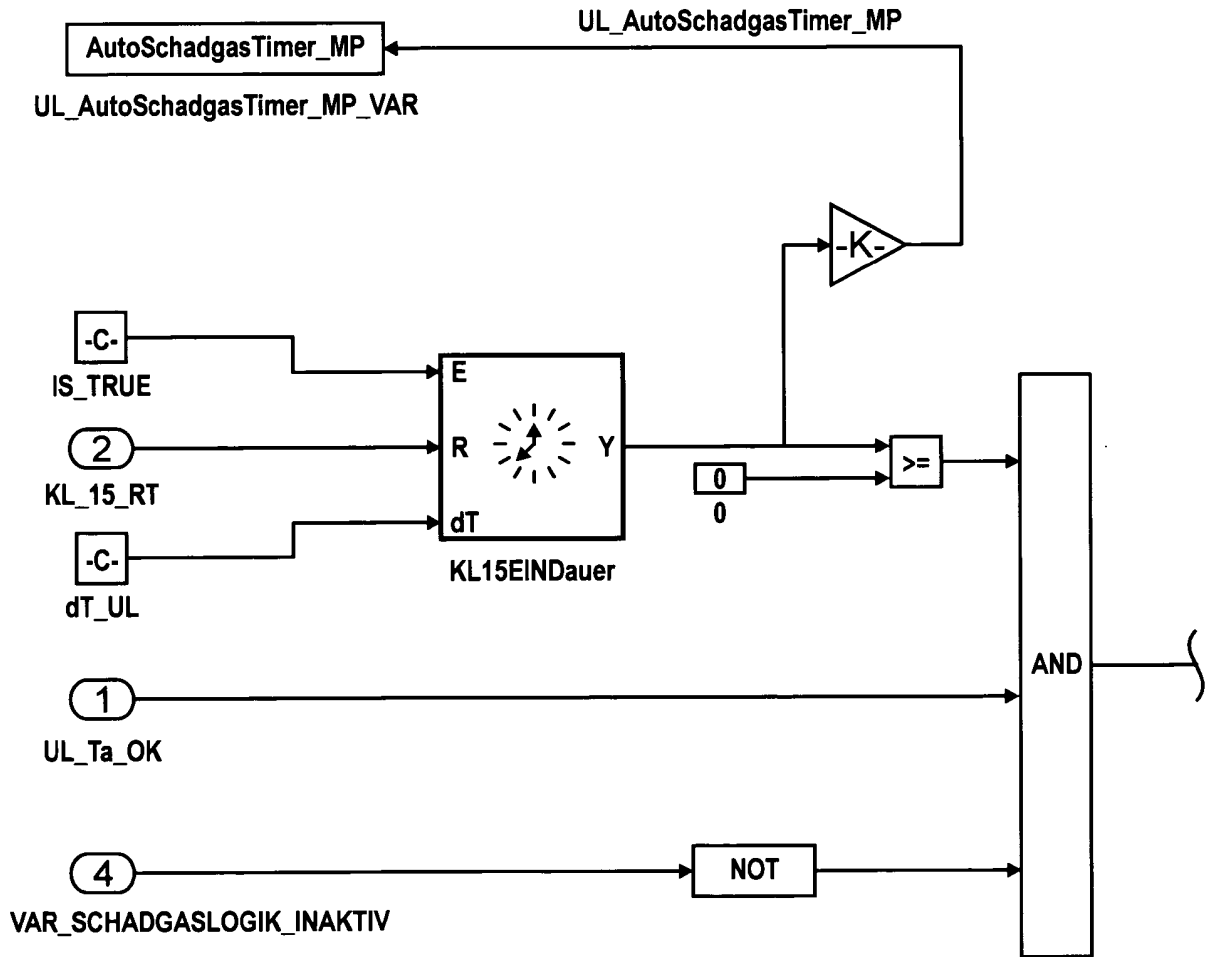 UL_AutoSchadgasTimer_MP
AutoSchadgasTimer_MP
UL_AutoSchadgasTimer_MP_VAR
-K-
-C-
IS_TRUE
E
2
R
Y
>=
KL_15_RT
0
0
dT
-C-
KL15EINDauer
dT_UL
AND
1
UL_Ta_OK
4
NOT
VAR_SCHADGASLOGIK_INAKTIV